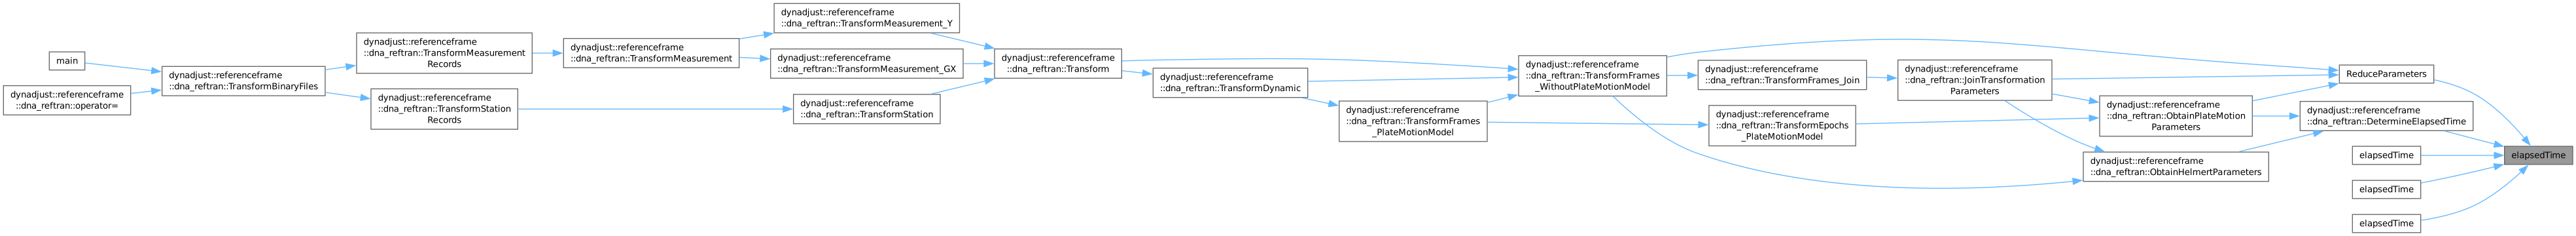 main
dynadjust::referenceframe
::dna_reftran::operator=
dynadjust::referenceframe
::dna_reftran::TransformBinaryFiles
dynadjust::referenceframe
::dna_reftran::TransformMeasurement
Records
dynadjust::referenceframe
::dna_reftran::TransformStation
Records
dynadjust::referenceframe
::dna_reftran::TransformMeasurement
dynadjust::referenceframe
::dna_reftran::TransformMeasurement_Y
dynadjust::referenceframe
::dna_reftran::TransformMeasurement_GX
dynadjust::referenceframe
::dna_reftran::TransformStation
dynadjust::referenceframe
::dna_reftran::Transform
dynadjust::referenceframe
::dna_reftran::TransformDynamic
dynadjust::referenceframe
::dna_reftran::TransformFrames
_PlateMotionModel
dynadjust::referenceframe
::dna_reftran::TransformFrames
_WithoutPlateMotionModel
dynadjust::referenceframe
::dna_reftran::TransformFrames_Join
dynadjust::referenceframe
::dna_reftran::TransformEpochs
_PlateMotionModel
dynadjust::referenceframe
::dna_reftran::JoinTransformation
Parameters
dynadjust::referenceframe
::dna_reftran::ObtainPlateMotion
Parameters
dynadjust::referenceframe
::dna_reftran::ObtainHelmertParameters
ReduceParameters
dynadjust::referenceframe
::dna_reftran::DetermineElapsedTime
elapsedTime
elapsedTime
elapsedTime
elapsedTime